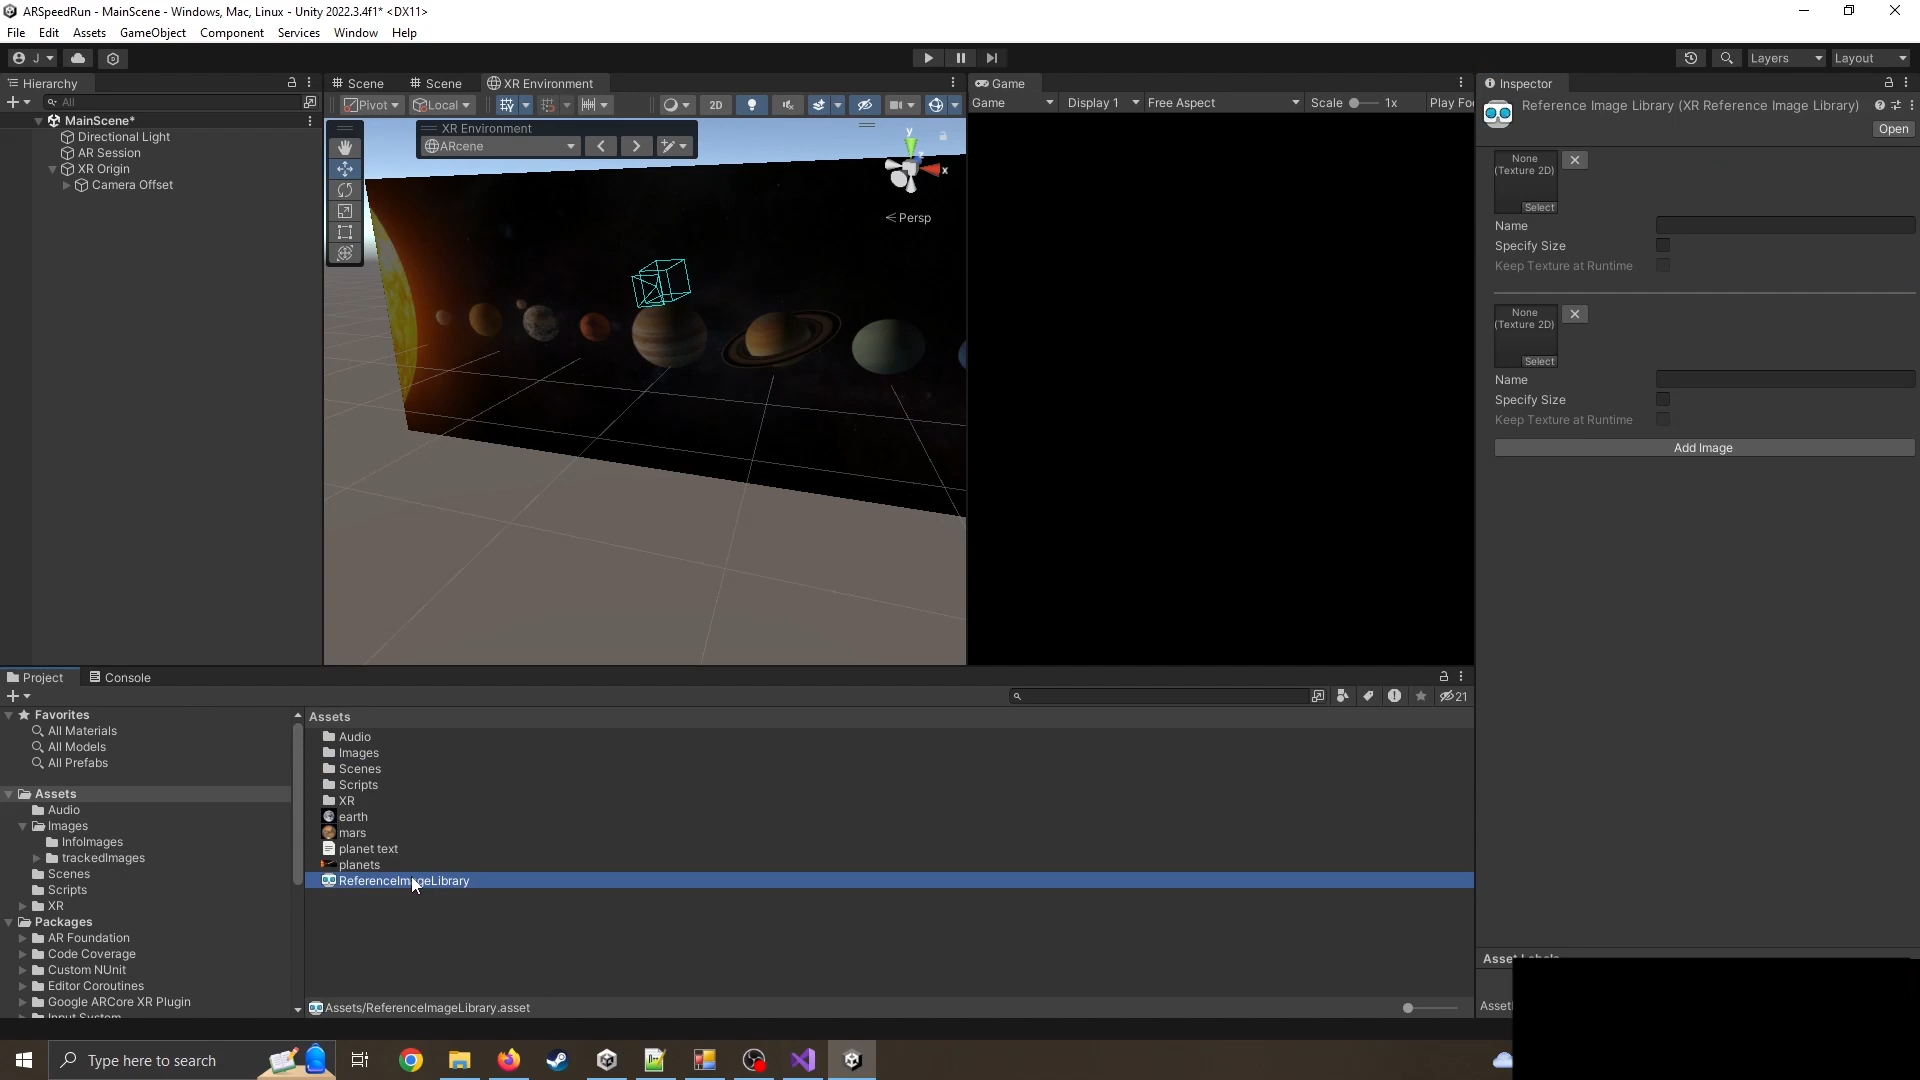 ARSpeedRun - MainScene - Windows, Mac, Linux - Unity 2022.3.4f1* <DX11>
File Edit Assets GameObject Component Services Window Help
J
Layers Layout
Hierarchy
All
MainScene*
Directional Light
AR Session
XR Origin
Camera Offset
Scene Scene XR Environment
Pivot Local 2D
XR Environment
ARcene
y
x
Persp
Game
Game Display 1 Free Aspect Scale 1x Play Fo
Inspector
Reference Image Library (XR Reference Image Library)
Open
None
(Texture 2D)
Select
Name
Specify Size
Keep Texture at Runtime
None
(Texture 2D)
Select
Name
Specify Size
Keep Texture at Runtime
Add Image
Project Console
21
Favorites
All Materials
All Models
All Prefabs
Assets
Audio
Images
InfoImages
trackedImages
Scenes
Scripts
XR
Packages
AR Foundation
Code Coverage
Custom NUnit
Editor Coroutines
Google ARCore XR Plugin
Input System
Assets
Audio
Images
Scenes
Scripts
XR
earth
mars
planet text
planets
ReferenceImageLibrary
Assets/ReferenceImageLibrary.asset
Asset Labels
Asset
Type here to search